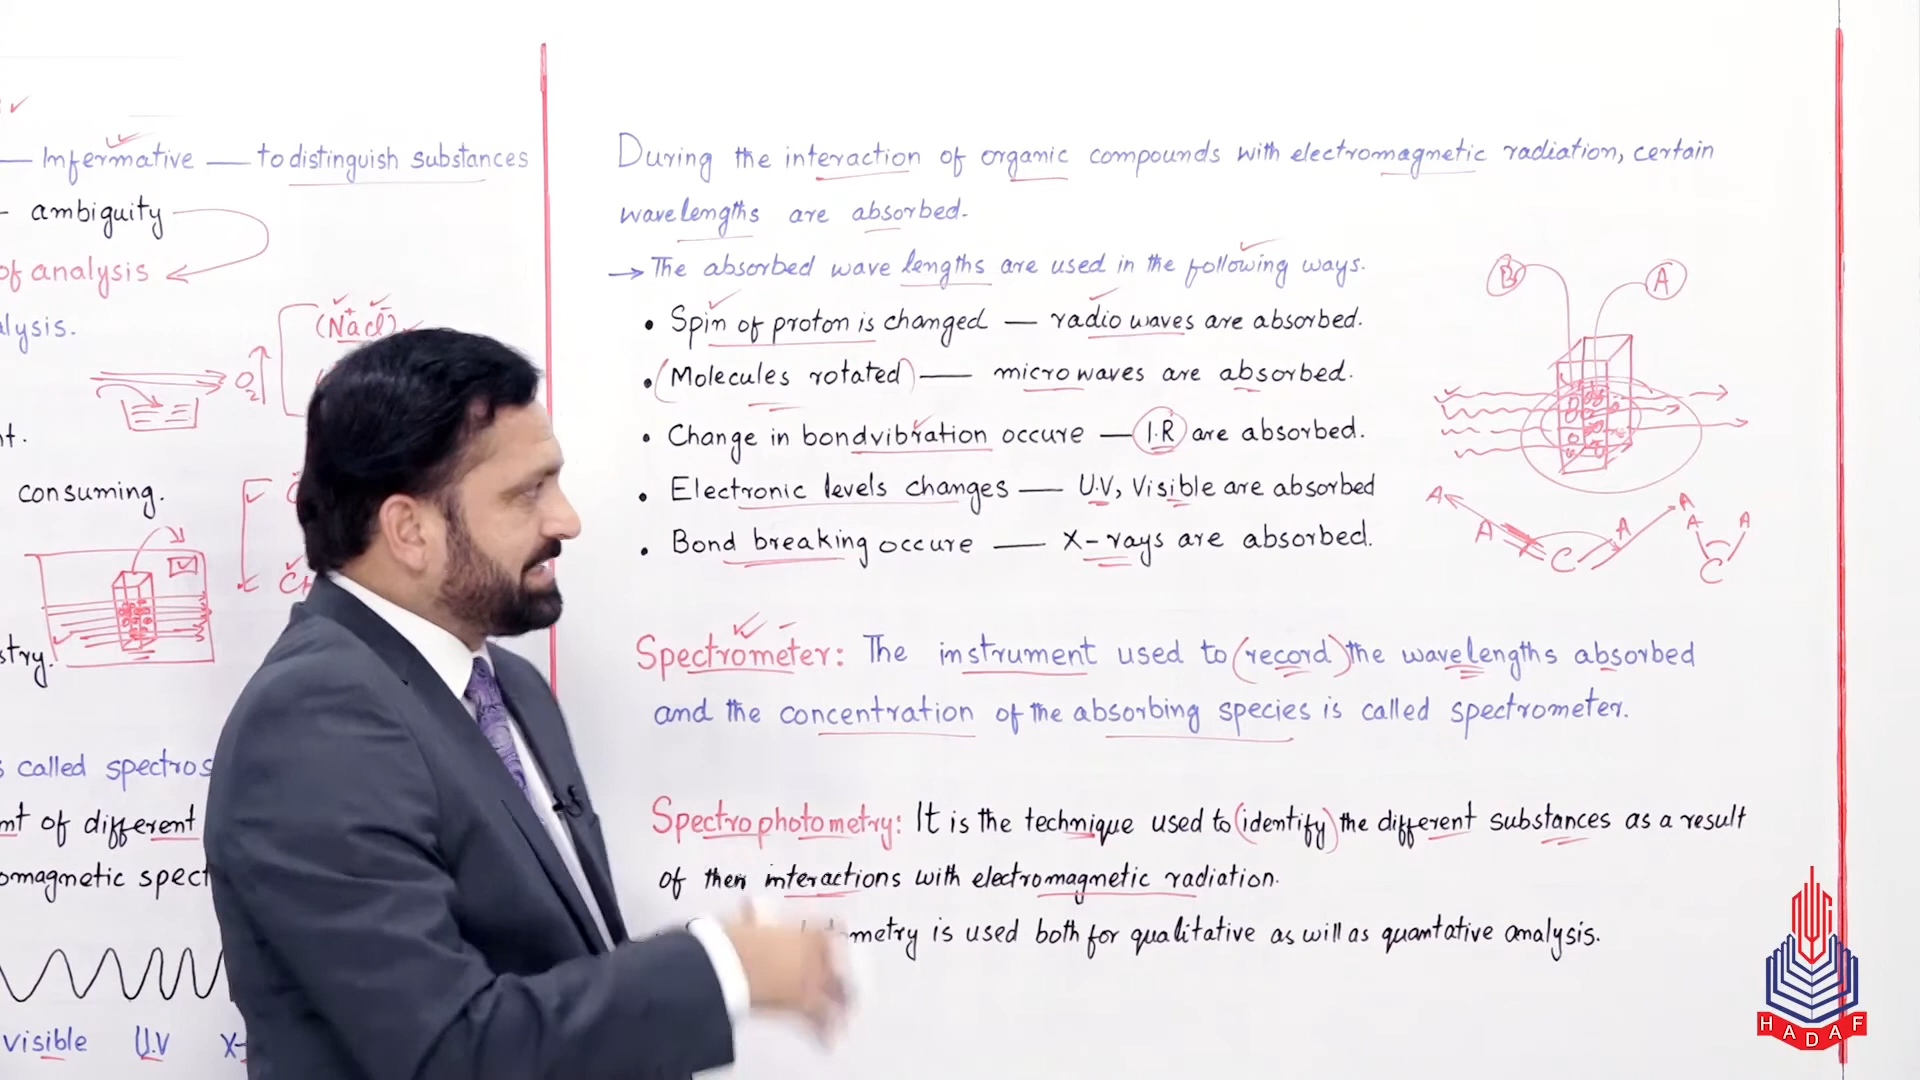 Infermative — to distinguish substances
ambiguity
of analysis
alysis.
(Na+ Cl-)
O2
nt.
consuming.
stry.
s called spectros
nt of different
omagnetic spect
visible U.V X-
During the interaction of organic compounds with electromagnetic radiation, certain
wavelengths are absorbed.
→ The absorbed wave lengths are used in the following ways.
• Spin of proton is changed — radio waves are absorbed.
• (Molecules rotated) — microwaves are absorbed.
• Change in bondvibration occure — I.R are absorbed.
• Electronic levels changes — U.V, Visible are absorbed
• Bond breaking occure — X-rays are absorbed.
B A
A A C A A
A A C
Spectrometer: The instrument used to (record) the wavelengths absorbed
and the concentration of the absorbing species is called spectrometer.
Spectrophotometry: It is the technique used to (identify) the different substances as a result
of their interactions with electromagnetic radiation.
metry is used both for qualitative as will as quantative analysis.
HADAF